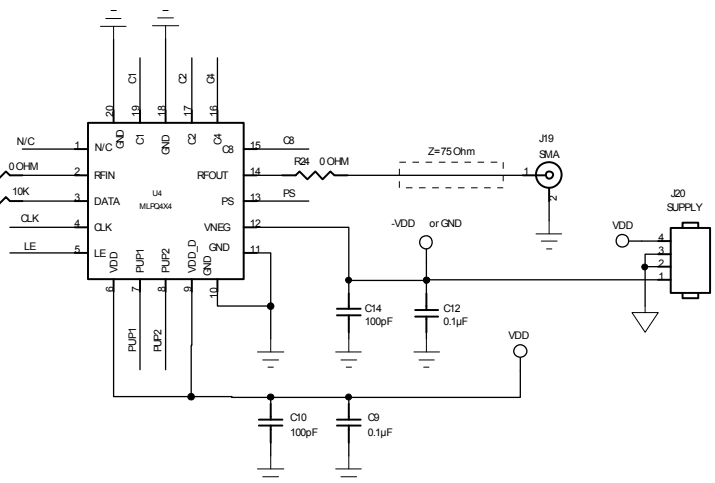 20
19
18
17
16
C1
C2
C4
GND
C1
GND
C2
C4
N/C
1
N/C
C8
15
C8
0 OHM
2
RFIN
RFOUT
14
R24
0 OHM
Z=75 Ohm
J19
SMA
1
2
10K
3
DATA
U4
MLPQ4X4
PS
13
PS
CLK
4
CLK
VNEG
12
LE
5
LE
GND
11
VDD
PUP1
PUP2
VDD_D
GND
6
7
8
9
10
PUP1
PUP2
-VDD or GND
J20
SUPPLY
VDD
4
3
2
1
C14
100pF
C12
0.1µF
VDD
C10
100pF
C9
0.1µF